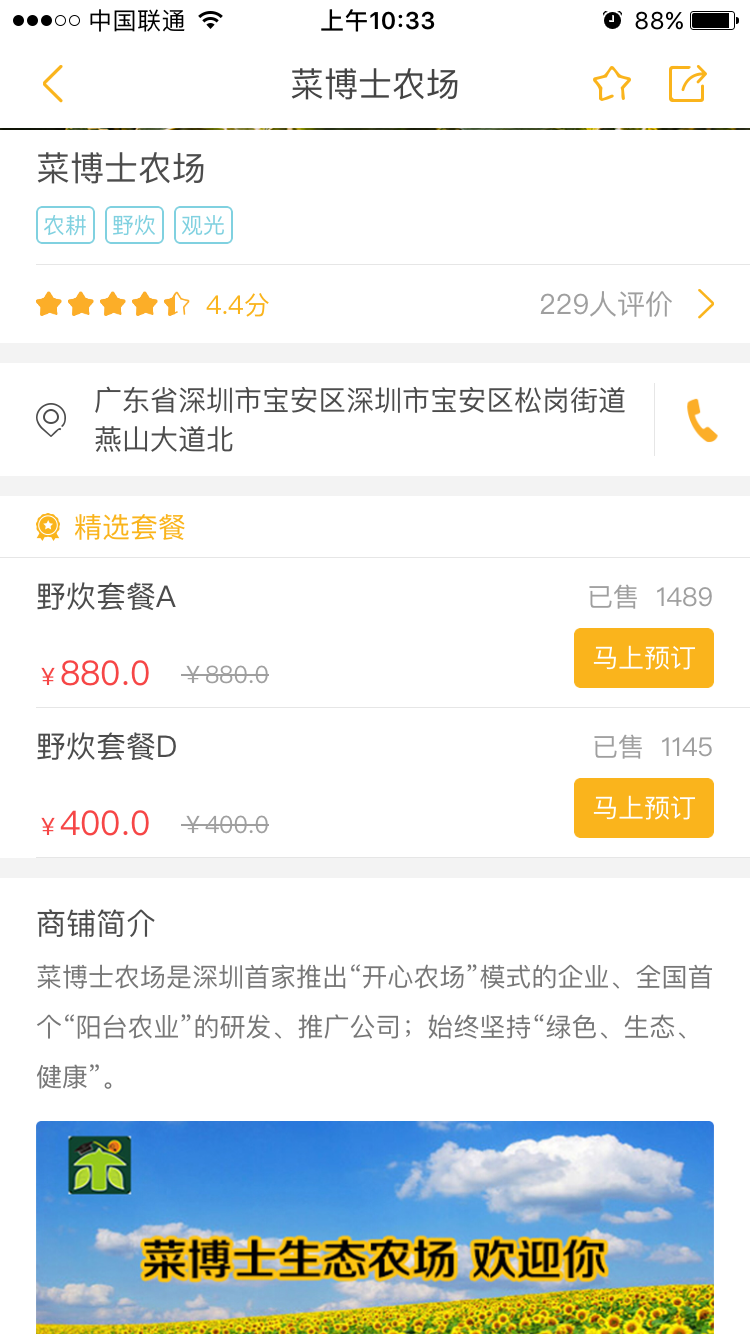 中国联通 上午10:33 88%
菜博士农场
菜博士农场
农耕 野炊 观光
4.4分 229人评价
广东省深圳市宝安区深圳市宝安区松岗街道
燕山大道北
精选套餐
野炊套餐A 已售 1489
¥880.0 ¥880.0 马上预订
野炊套餐D 已售 1145
¥400.0 ¥400.0 马上预订
商铺简介
菜博士农场是深圳首家推出“开心农场”模式的企业、全国首
个“阳台农业”的研发、推广公司；始终坚持“绿色、生态、
健康”。
菜博士生态农场 欢迎你